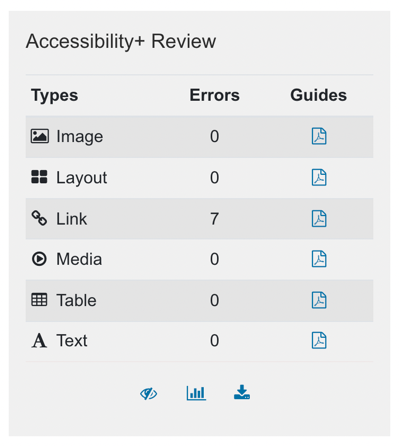 Accessibility+ Review
Types Errors Guides
Image 0
Layout 0
Link 7
Media 0
Table 0
Text 0